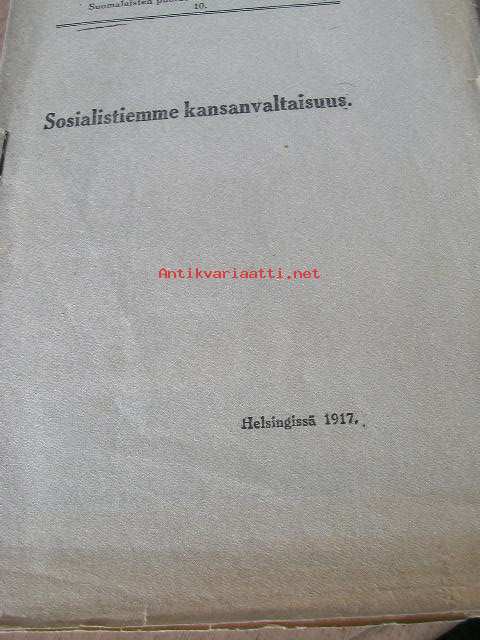 Suomalaisten
10.
Sosialistiemme kansanvaltaisuus.
Antikvariaatti.net
Helsingissä 1917.